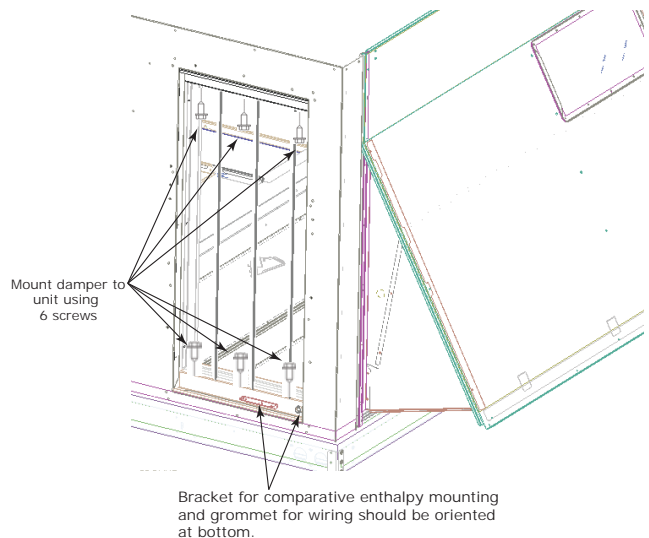 Mount damper to
unit using
6 screws
Bracket for comparative enthalpy mounting
and grommet for wiring should be oriented
at bottom.